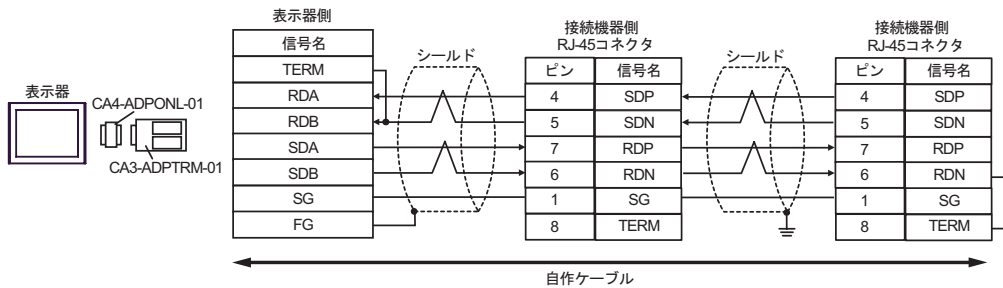 表示器
CA4-ADPONL-01
CA3-ADPTRM-01
表示器側
信号名
TERM
RDA
RDB
SDA
SDB
SG
FG
シールド
接続機器側
RJ-45コネクタ
ピン 信号名
4 SDP
5 SDN
7 RDP
6 RDN
1 SG
8 TERM
シールド
接続機器側
RJ-45コネクタ
ピン 信号名
4 SDP
5 SDN
7 RDP
6 RDN
1 SG
8 TERM
自作ケーブル